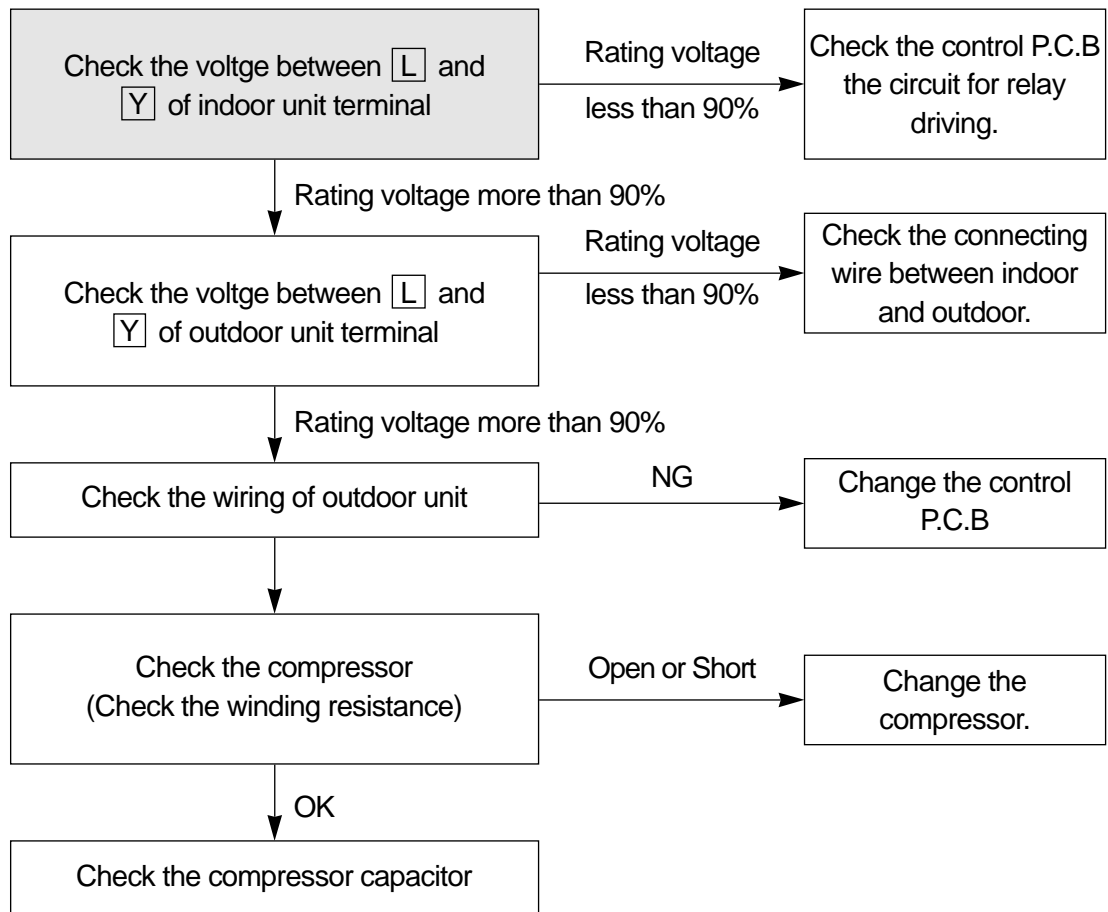 Check the voltge between L and
Y of indoor unit terminal
Rating voltage
less than 90%
Check the control P.C.B
the circuit for relay
driving.
Rating voltage more than 90%
Check the voltge between L and
Y of outdoor unit terminal
Rating voltage
less than 90%
Check the connecting
wire between indoor
and outdoor.
Rating voltage more than 90%
Check the wiring of outdoor unit
NG
Change the control
P.C.B
Check the compressor
(Check the winding resistance)
Open or Short
Change the
compressor.
OK
Check the compressor capacitor